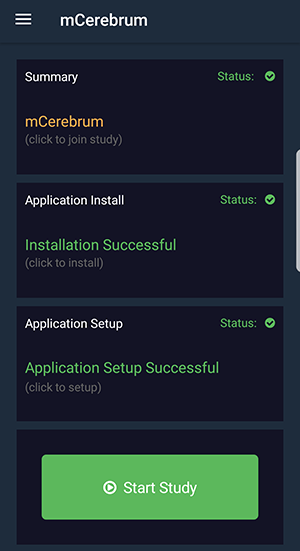 mCerebrum
Summary
Status:
mCerebrum
(click to join study)
Application Install
Status:
Installation Successful
(click to install)
Application Setup
Status:
Application Setup Successful
(click to setup)
Start Study